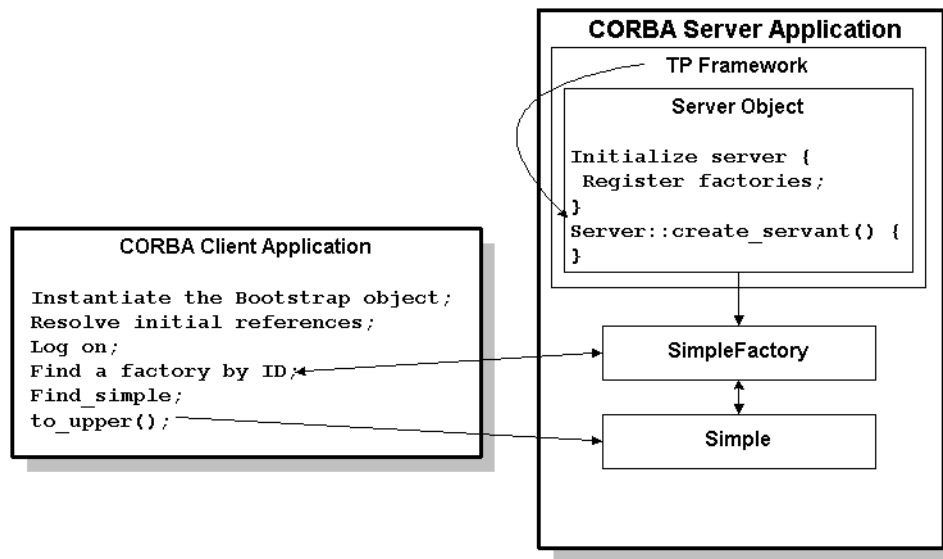 CORBA Server Application
TP Framework
Server Object
Initialize server {
Register factories;
}
Server::create_servant() {
}
CORBA Client Application
Instantiate the Bootstrap object;
Resolve initial references;
Log on;
Find a factory by ID;
Find_simple;
to_upper();
SimpleFactory
Simple